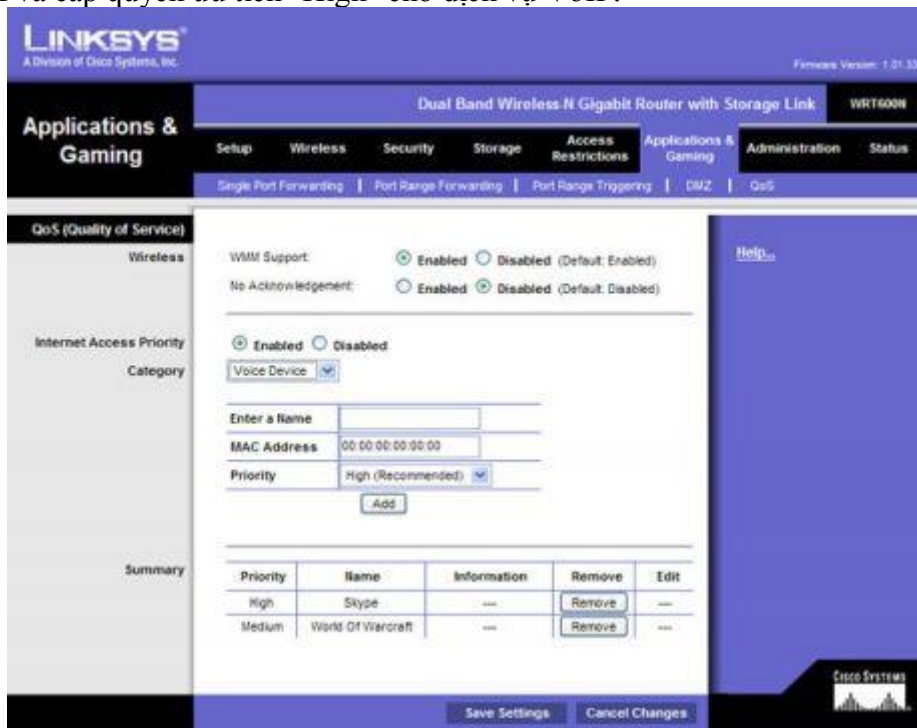 và cấp quyền ưu tiên "High" cho dịch vụ VoIP.
LINKSYS®
A Division of Cisco Systems, Inc.
Firmware Version: 1.01.33
Dual Band Wireless-N Gigabit Router with Storage Link WRT600N
Applications & Gaming
Setup Wireless Security Storage Access Restrictions Applications & Gaming Administration Status
Single Port Forwarding | Port Range Forwarding | Port Range Triggering | DMZ | QoS
QoS (Quality of Service)
Wireless
WMM Support: Enabled Disabled (Default: Enabled)
No Acknowledgement: Enabled Disabled (Default: Disabled)
Help...
Internet Access Priority Enabled Disabled
Category Voice Device
Enter a Name
MAC Address 00:00:00:00:00:00
Priority High (Recommended)
Add
Summary
Priority Name Information Remove Edit
High Skype --- Remove ---
Medium World Of Warcraft --- Remove ---
Save Settings Cancel Changes
CISCO SYSTEMS